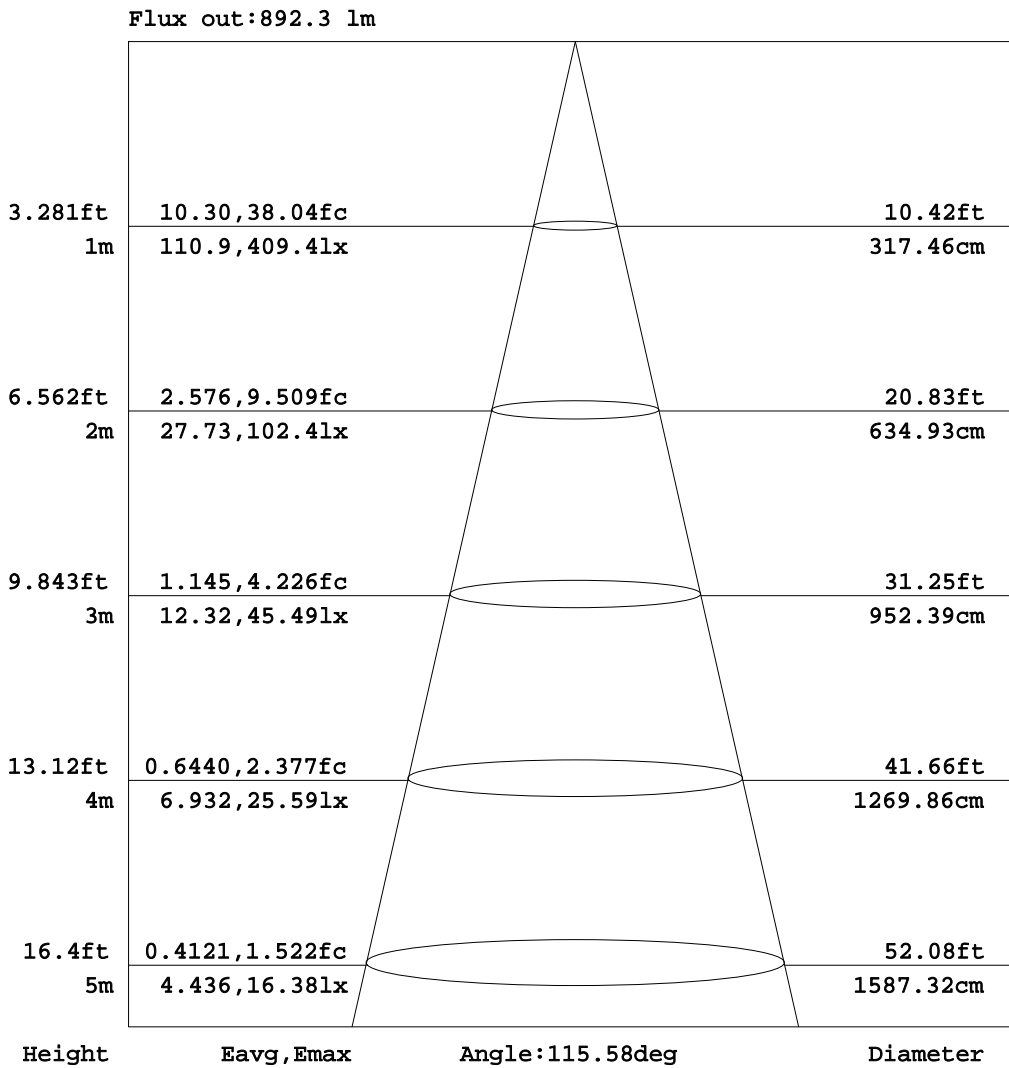 Flux out:892.3 lm
3.281ft 10.30,38.04fc 10.42ft
1m 110.9,409.4lx 317.46cm
6.562ft 2.576,9.509fc 20.83ft
2m 27.73,102.4lx 634.93cm
9.843ft 1.145,4.226fc 31.25ft
3m 12.32,45.49lx 952.39cm
13.12ft 0.6440,2.377fc 41.66ft
4m 6.932,25.59lx 1269.86cm
16.4ft 0.4121,1.522fc 52.08ft
5m 4.436,16.38lx 1587.32cm
Height Eavg,Emax Angle:115.58deg Diameter